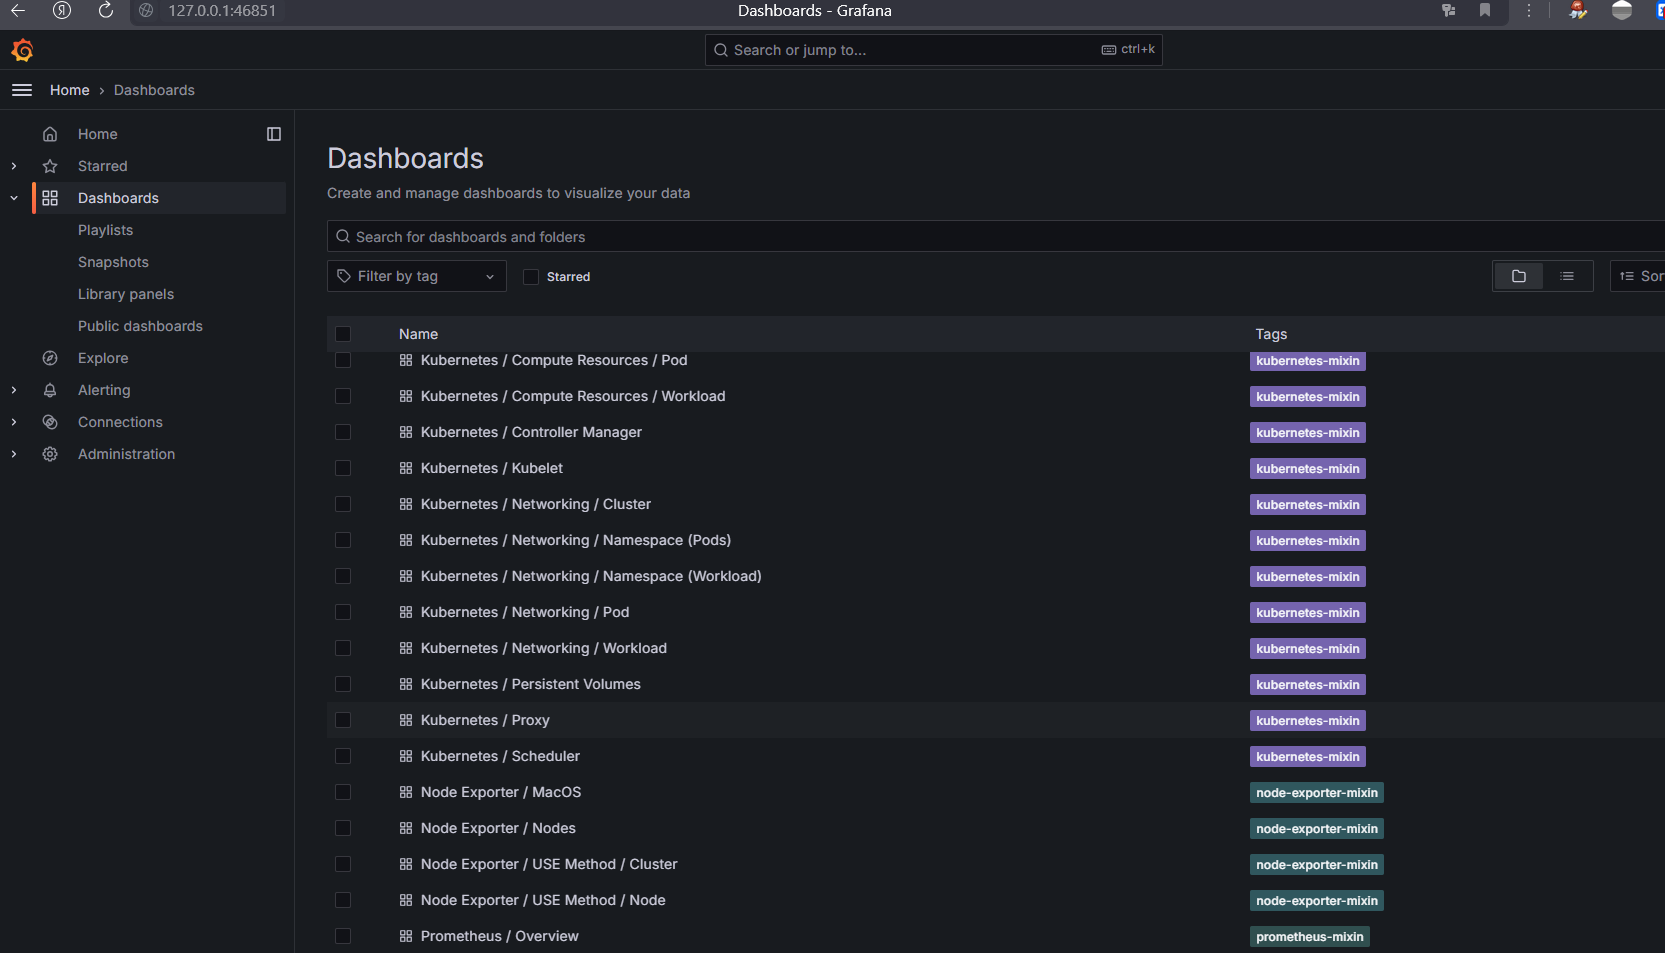 Я 127.0.0.1:46851 Dashboards - Grafana
Search or jump to... ctrl+k
Home › Dashboards
Home
Starred
Dashboards
Playlists
Snapshots
Library panels
Public dashboards
Explore
Alerting
Connections
Administration
Dashboards
Create and manage dashboards to visualize your data
Search for dashboards and folders
Filter by tag Starred Sor
Name Tags
Kubernetes / Compute Resources / Pod kubernetes-mixin
Kubernetes / Compute Resources / Workload kubernetes-mixin
Kubernetes / Controller Manager kubernetes-mixin
Kubernetes / Kubelet kubernetes-mixin
Kubernetes / Networking / Cluster kubernetes-mixin
Kubernetes / Networking / Namespace (Pods) kubernetes-mixin
Kubernetes / Networking / Namespace (Workload) kubernetes-mixin
Kubernetes / Networking / Pod kubernetes-mixin
Kubernetes / Networking / Workload kubernetes-mixin
Kubernetes / Persistent Volumes kubernetes-mixin
Kubernetes / Proxy kubernetes-mixin
Kubernetes / Scheduler kubernetes-mixin
Node Exporter / MacOS node-exporter-mixin
Node Exporter / Nodes node-exporter-mixin
Node Exporter / USE Method / Cluster node-exporter-mixin
Node Exporter / USE Method / Node node-exporter-mixin
Prometheus / Overview prometheus-mixin